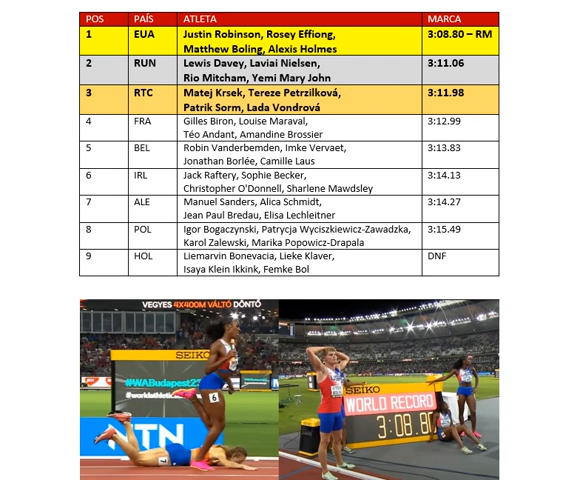 POS PAÍS ATLETA MARCA
1 EUA Justin Robinson, Rosey Effiong, 3:08.80 – RM
Matthew Boling, Alexis Holmes
2 RUN Lewis Davey, Laviai Nielsen, 3:11.06
Rio Mitcham, Yemi Mary John
3 RTC Matej Krsek, Tereze Petrzilková, 3:11.98
Patrik Sorm, Lada Vondrová
4 FRA Gilles Biron, Louise Maraval, 3:12.99
Téo Andant, Amandine Brossier
5 BEL Robin Vanderbemden, Imke Vervaet, 3:13.83
Jonathan Borlée, Camille Laus
6 IRL Jack Raftery, Sophie Becker, 3:14.13
Christopher O'Donnell, Sharlene Mawdsley
7 ALE Manuel Sanders, Alica Schmidt, 3:14.27
Jean Paul Bredau, Elisa Lechleitner
8 POL Igor Bogaczynski, Patrycja Wyciszkiewicz-Zawadzka, 3:15.49
Karol Zalewski, Marika Popowicz-Drapala
9 HOL Liemarvin Bonevacia, Lieke Klaver, DNF
Isaya Klein Ikkink, Femke Bol
VEGYES 4X400M VÁLTÓ DÖNTŐ
SEIKO
#WABudapest23
#worldathleti
6
NTN
7
SEIKO
WORLD RECORD
3:08.80